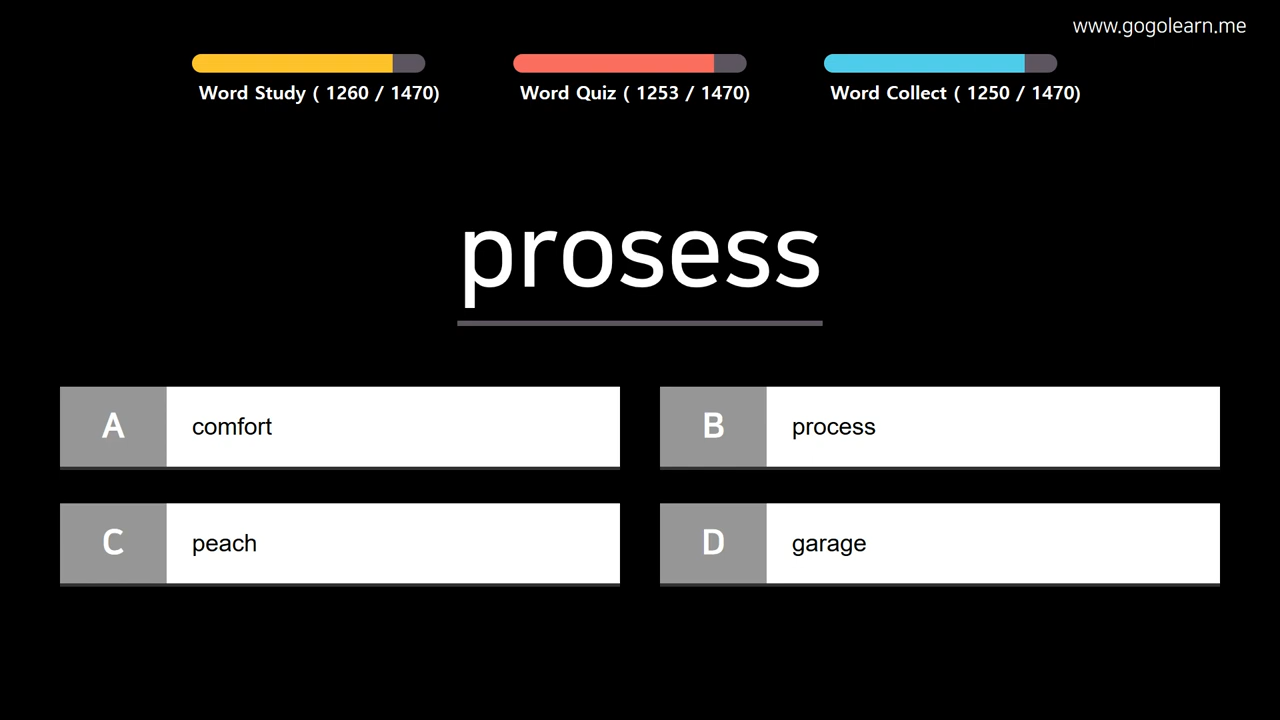 www.gogolearn.me
Word Study ( 1260 / 1470)
Word Quiz ( 1253 / 1470)
Word Collect ( 1250 / 1470)
prosess
A comfort
B process
C peach
D garage